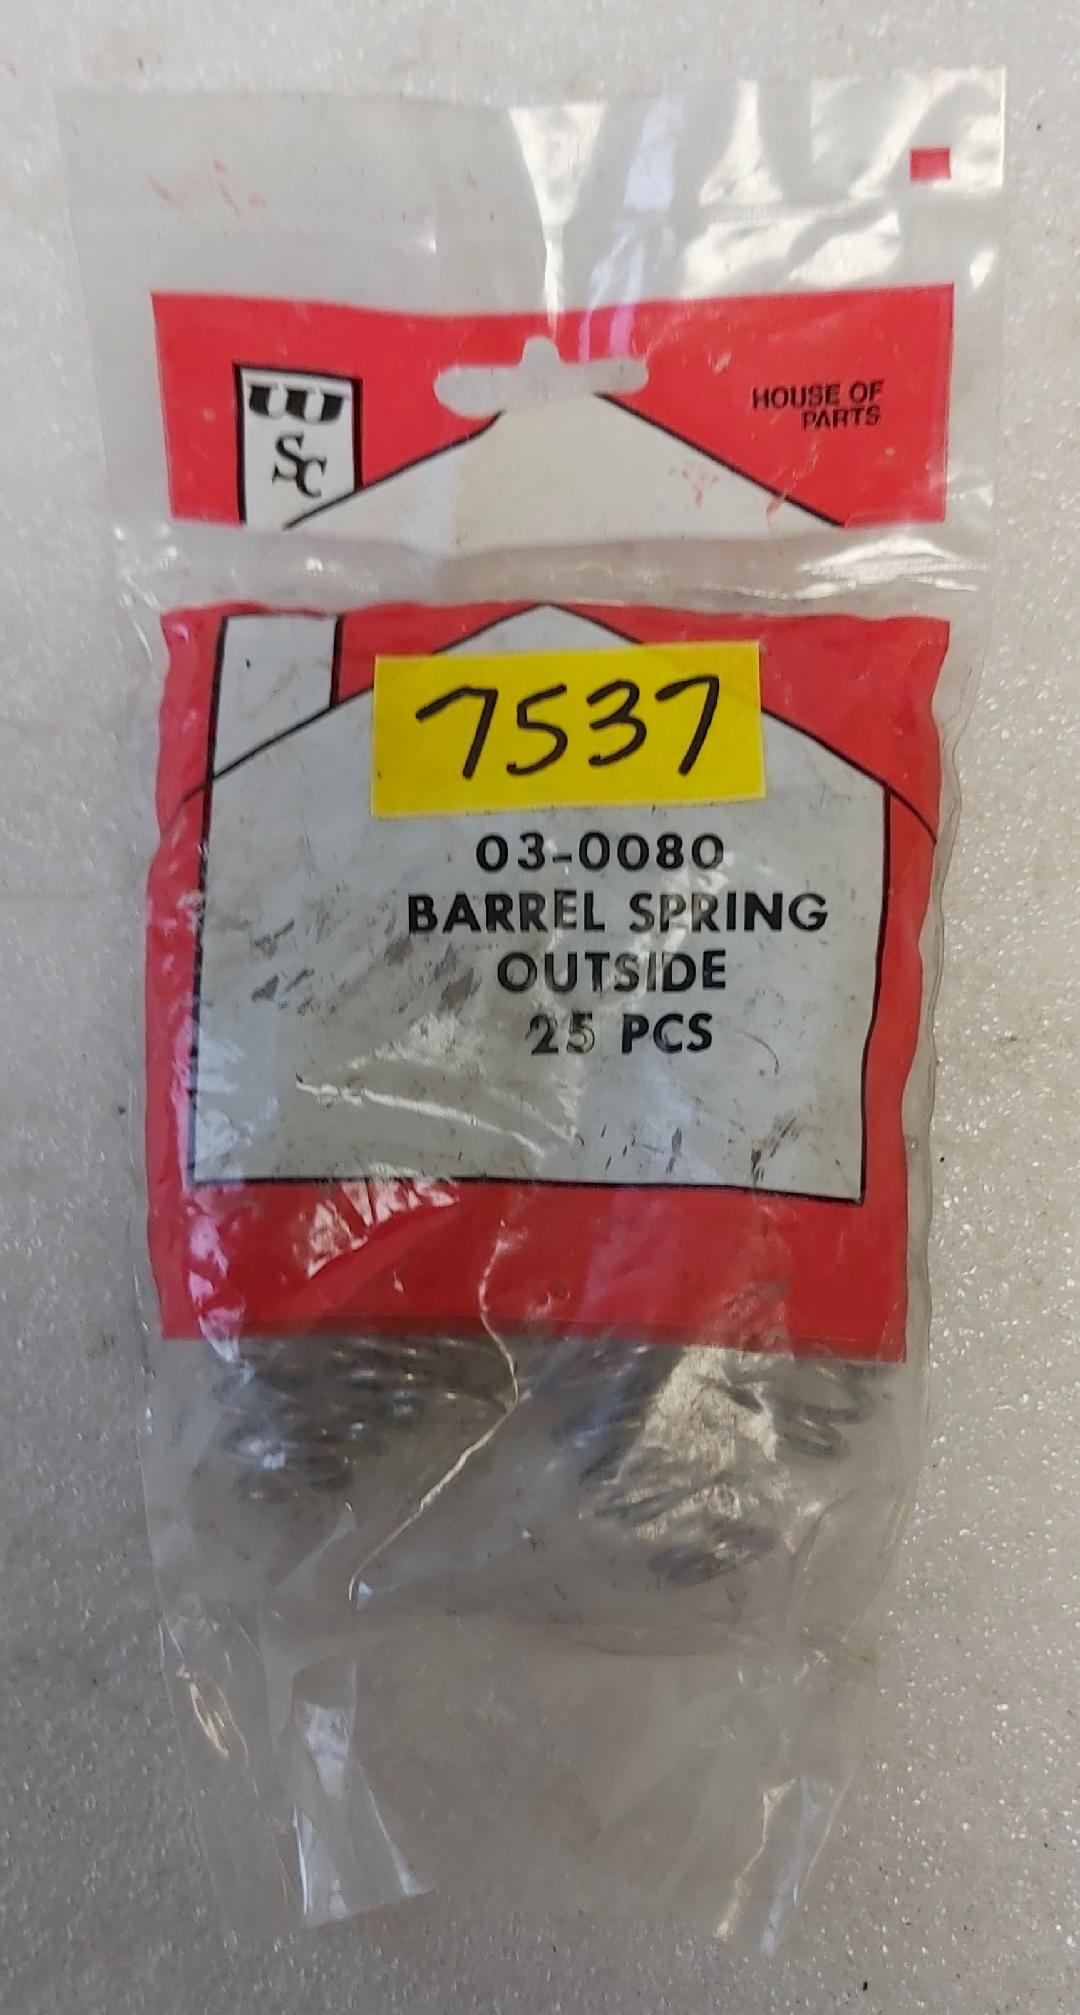 W
SC
HOUSE OF
PARTS
7537
03-0080
BARREL SPRING
OUTSIDE
25 PCS